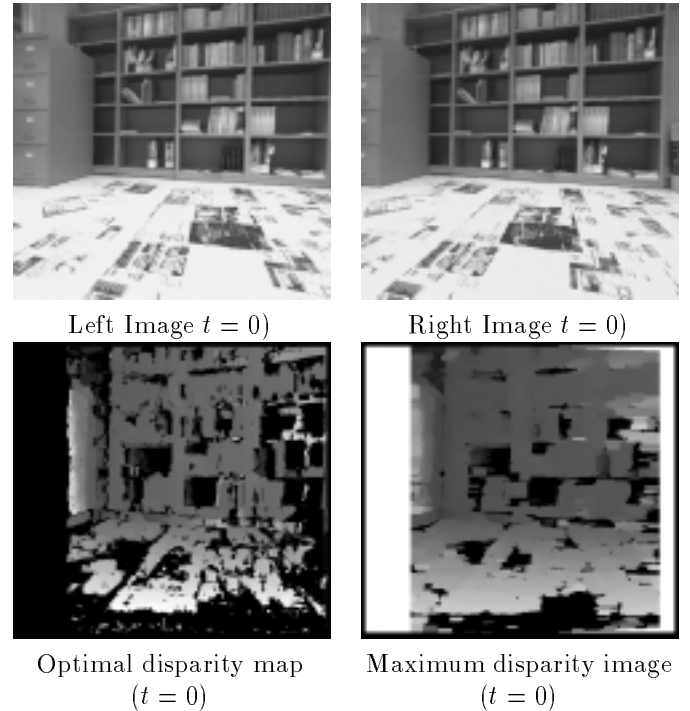 Left Image t = 0)
Right Image t = 0)
Optimal disparity map
(t = 0)
Maximum disparity image
(t = 0)